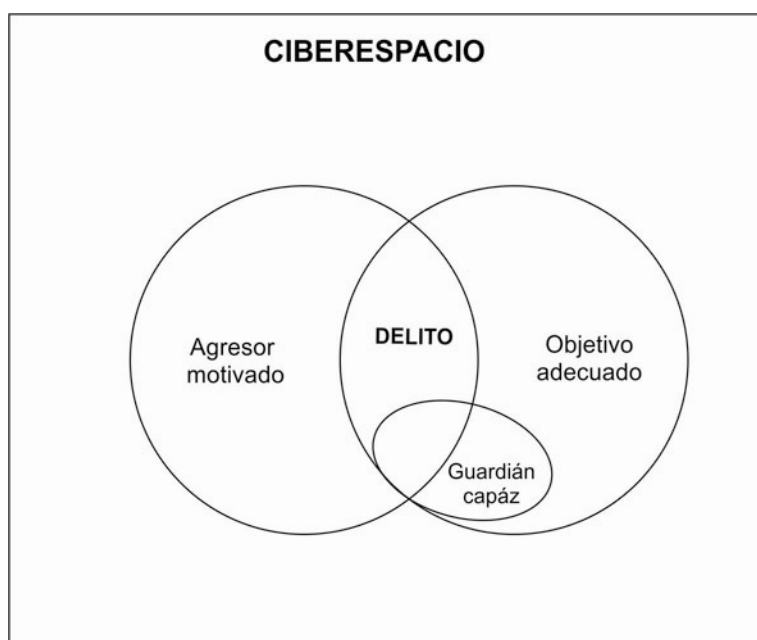 CIBERESPACIO
Agresor
motivado
DELITO
Objetivo
adecuado
Guardián
capáz